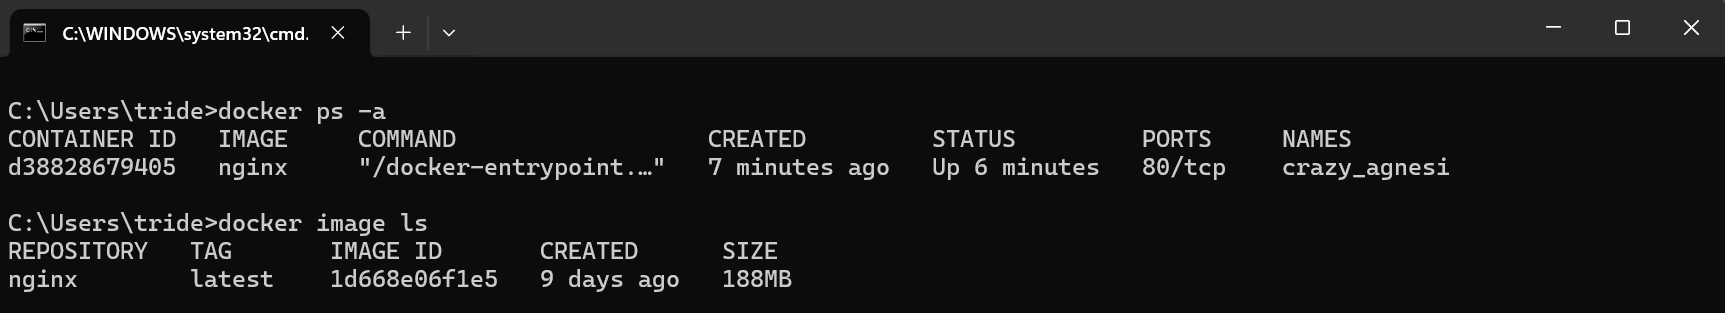 C:\WINDOWS\system32\cmd.
C:\Users\tride>docker ps -a
CONTAINER ID   IMAGE     COMMAND                  CREATED         STATUS         PORTS     NAMES
d38828679405   nginx     "/docker-entrypoint.…"   7 minutes ago   Up 6 minutes   80/tcp    crazy_agnesi
C:\Users\tride>docker image ls
REPOSITORY   TAG       IMAGE ID       CREATED      SIZE
nginx        latest    1d668e06f1e5   9 days ago   188MB